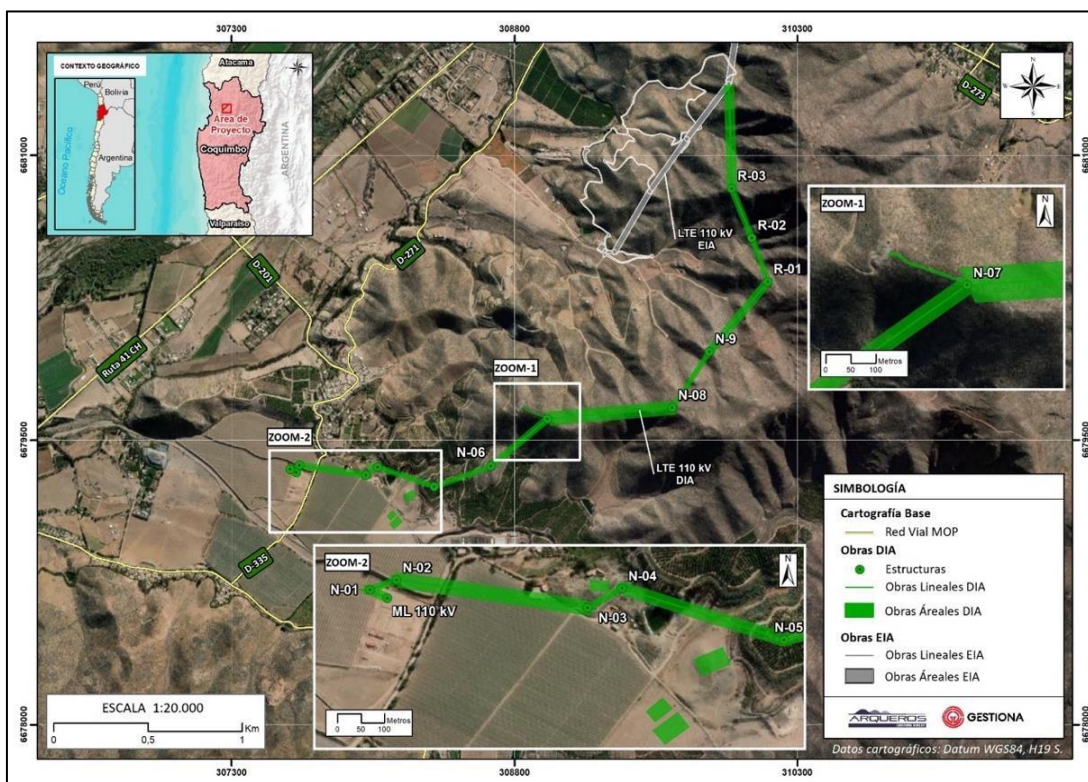 307300
308800
310300
CONTEXTO GEOGRÁFICO
Perú
Bolivia
Argentina
Océano Pacífico
Atacama
Área de
Proyecto
Coquimbo
ARGENTINA
Valparaíso
N
D-273
6681000
6681000
R-03
D-271
LTE 110 kV
EIA
R-02
R-01
D-201
ZOOM-1
N
N-07
0 50 100
Metros
Ruta 41 CH
N-9
ZOOM-1
N-08
6679500
6679500
ZOOM-2
N-06
LTE 110 kV
DIA
D-335
ZOOM-2
N
N-02
N-01
ML 110 kV
N-04
N-03
N-05
0 50 100
Metros
SIMBOLOGÍA
Cartografía Base
Red Vial MOP
Obras DIA
Estructuras
Obras Lineales DIA
Obras Áreales DIA
Obras EIA
Obras Lineales EIA
Obras Áreales EIA
ARQUEROS
GESTIONA
Datos cartográficos: Datum WGS84, H19 S.
ESCALA 1:20.000
0 0,5 1
Km
6678000
6678000
307300
308800
310300